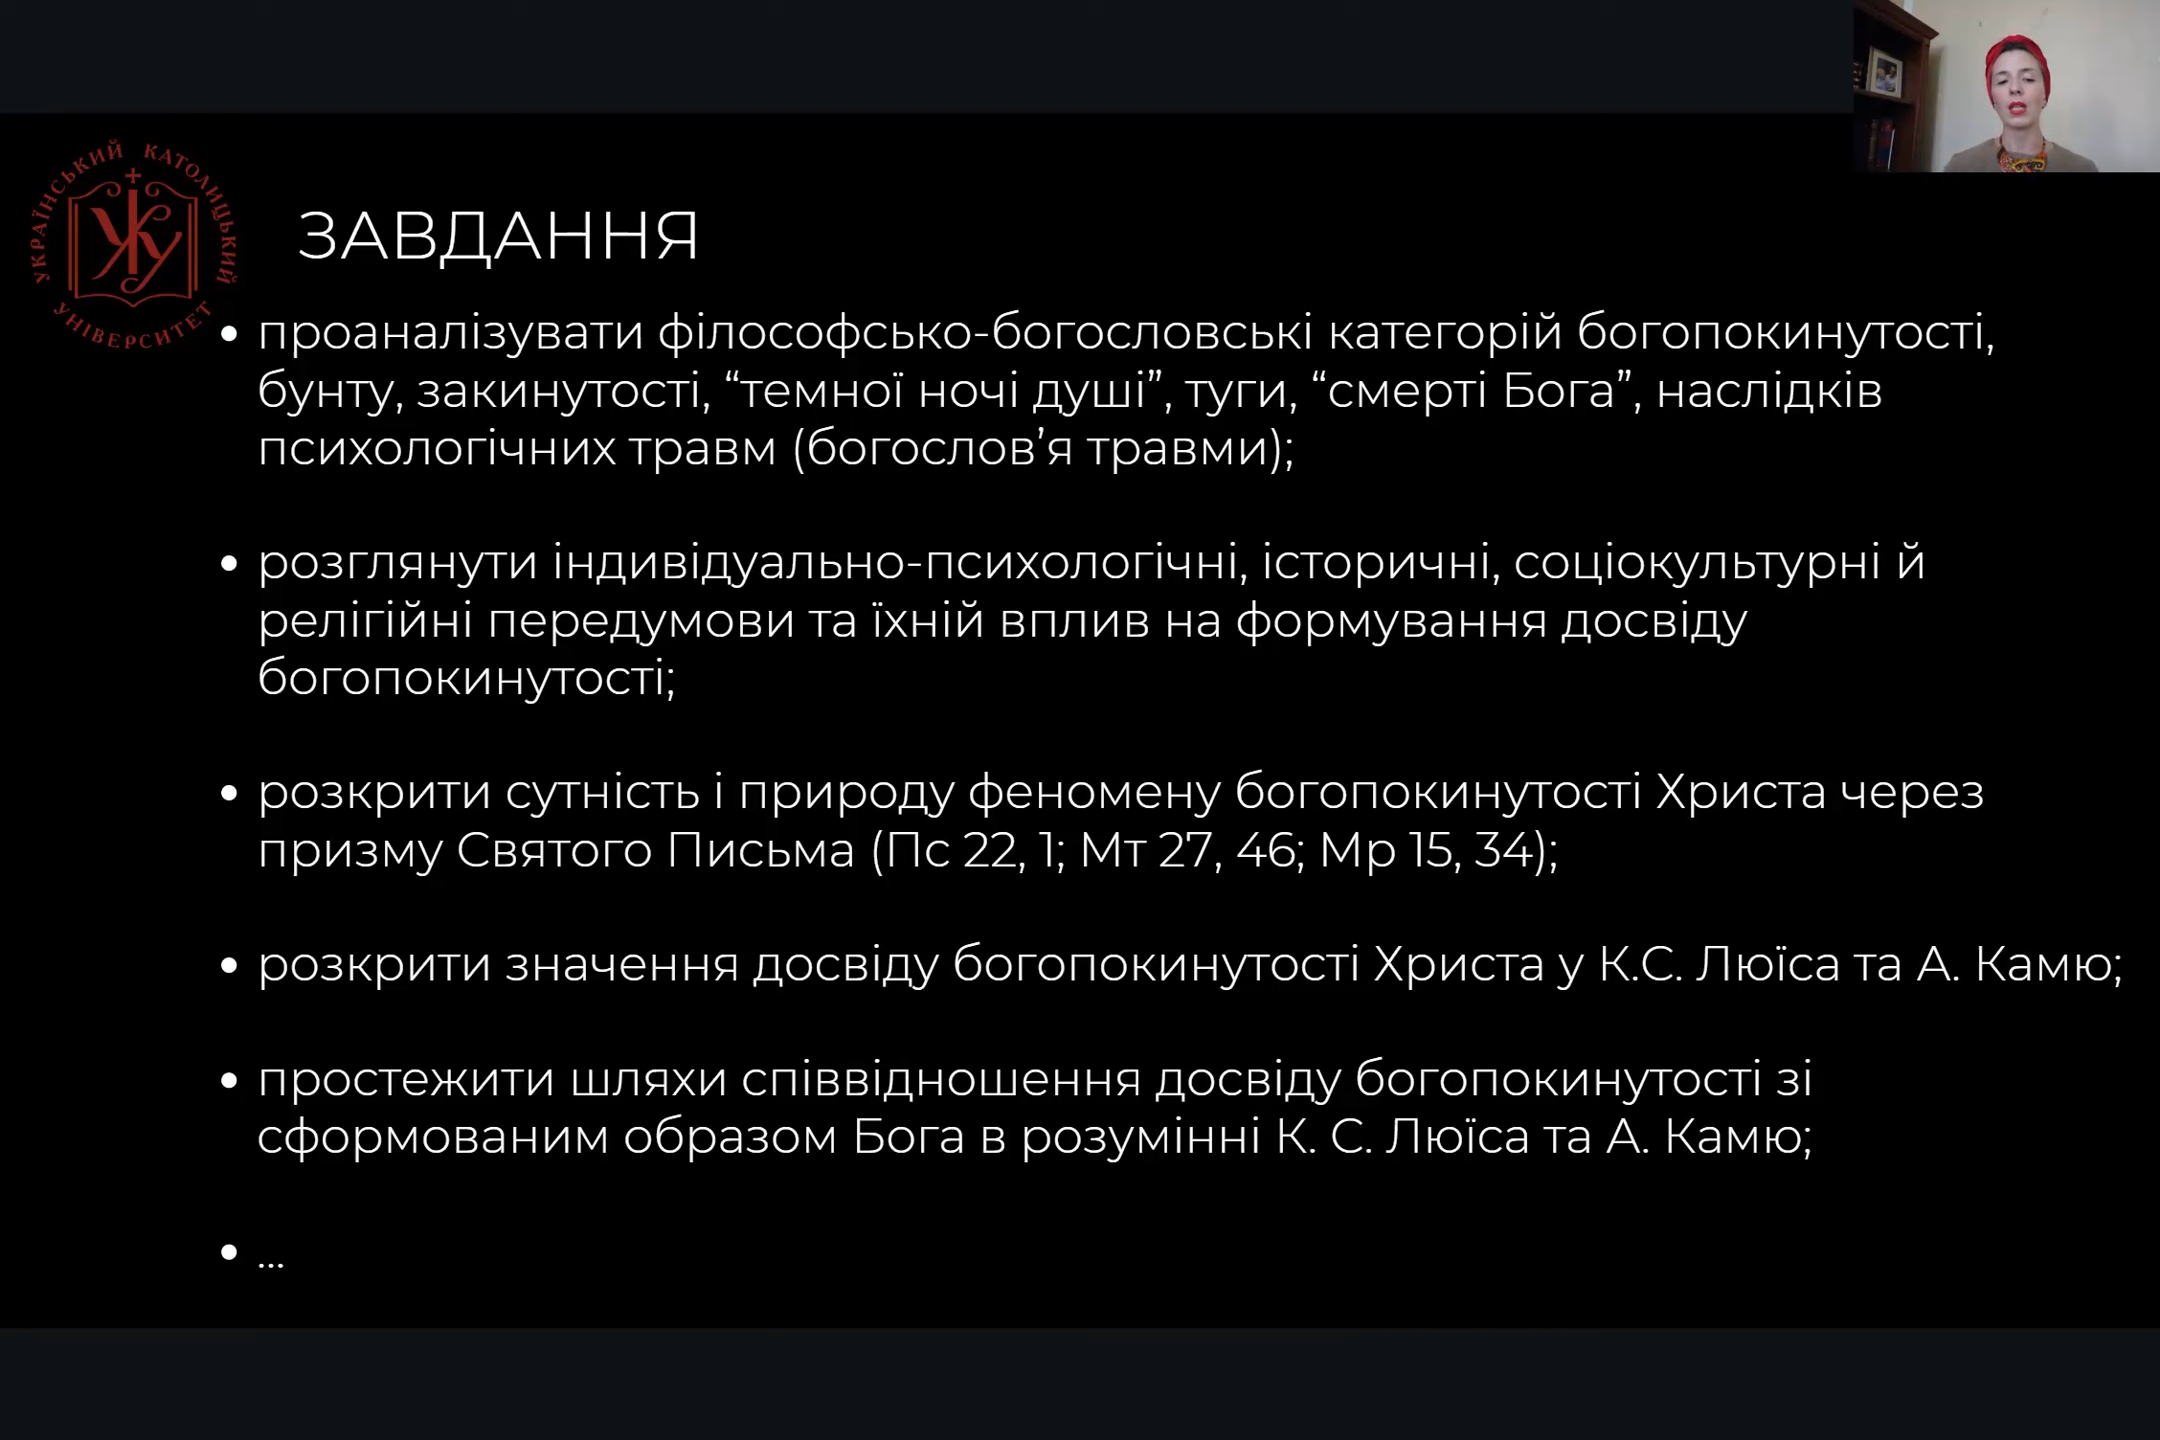 УКРАЇНСЬКИЙ КАТОЛИЦЬКИЙ
УНІВЕРСИТЕТ
ЗАВДАННЯ
• проаналізувати філософсько-богословські категорій богопокинутості,
бунту, закинутості, “темної ночі душі”, туги, “смерті Бога”, наслідків
психологічних травм (богослов’я травми);
• розглянути індивідуально-психологічні, історичні, соціокультурні й
релігійні передумови та їхній вплив на формування досвіду
богопокинутості;
• розкрити сутність і природу феномену богопокинутості Христа через
призму Святого Письма (Пс 22, 1; Мт 27, 46; Мр 15, 34);
• розкрити значення досвіду богопокинутості Христа у К.С. Люїса та А. Камю;
• простежити шляхи співвідношення досвіду богопокинутості зі
сформованим образом Бога в розумінні К. С. Люїса та А. Камю;
• ...